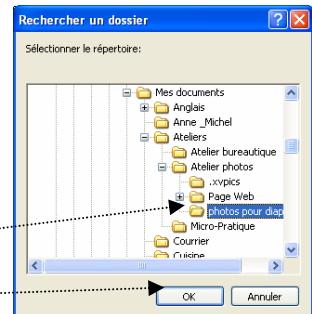 Rechercher un dossier
Sélectionner le répertoire:
Mes documents
Anglais
Anne _Michel
Ateliers
Atelier bureautique
Atelier photos
.xvpics
Page Web
photos pour diap
Micro-Pratique
Courrier
Cuisine
OK
Annuler